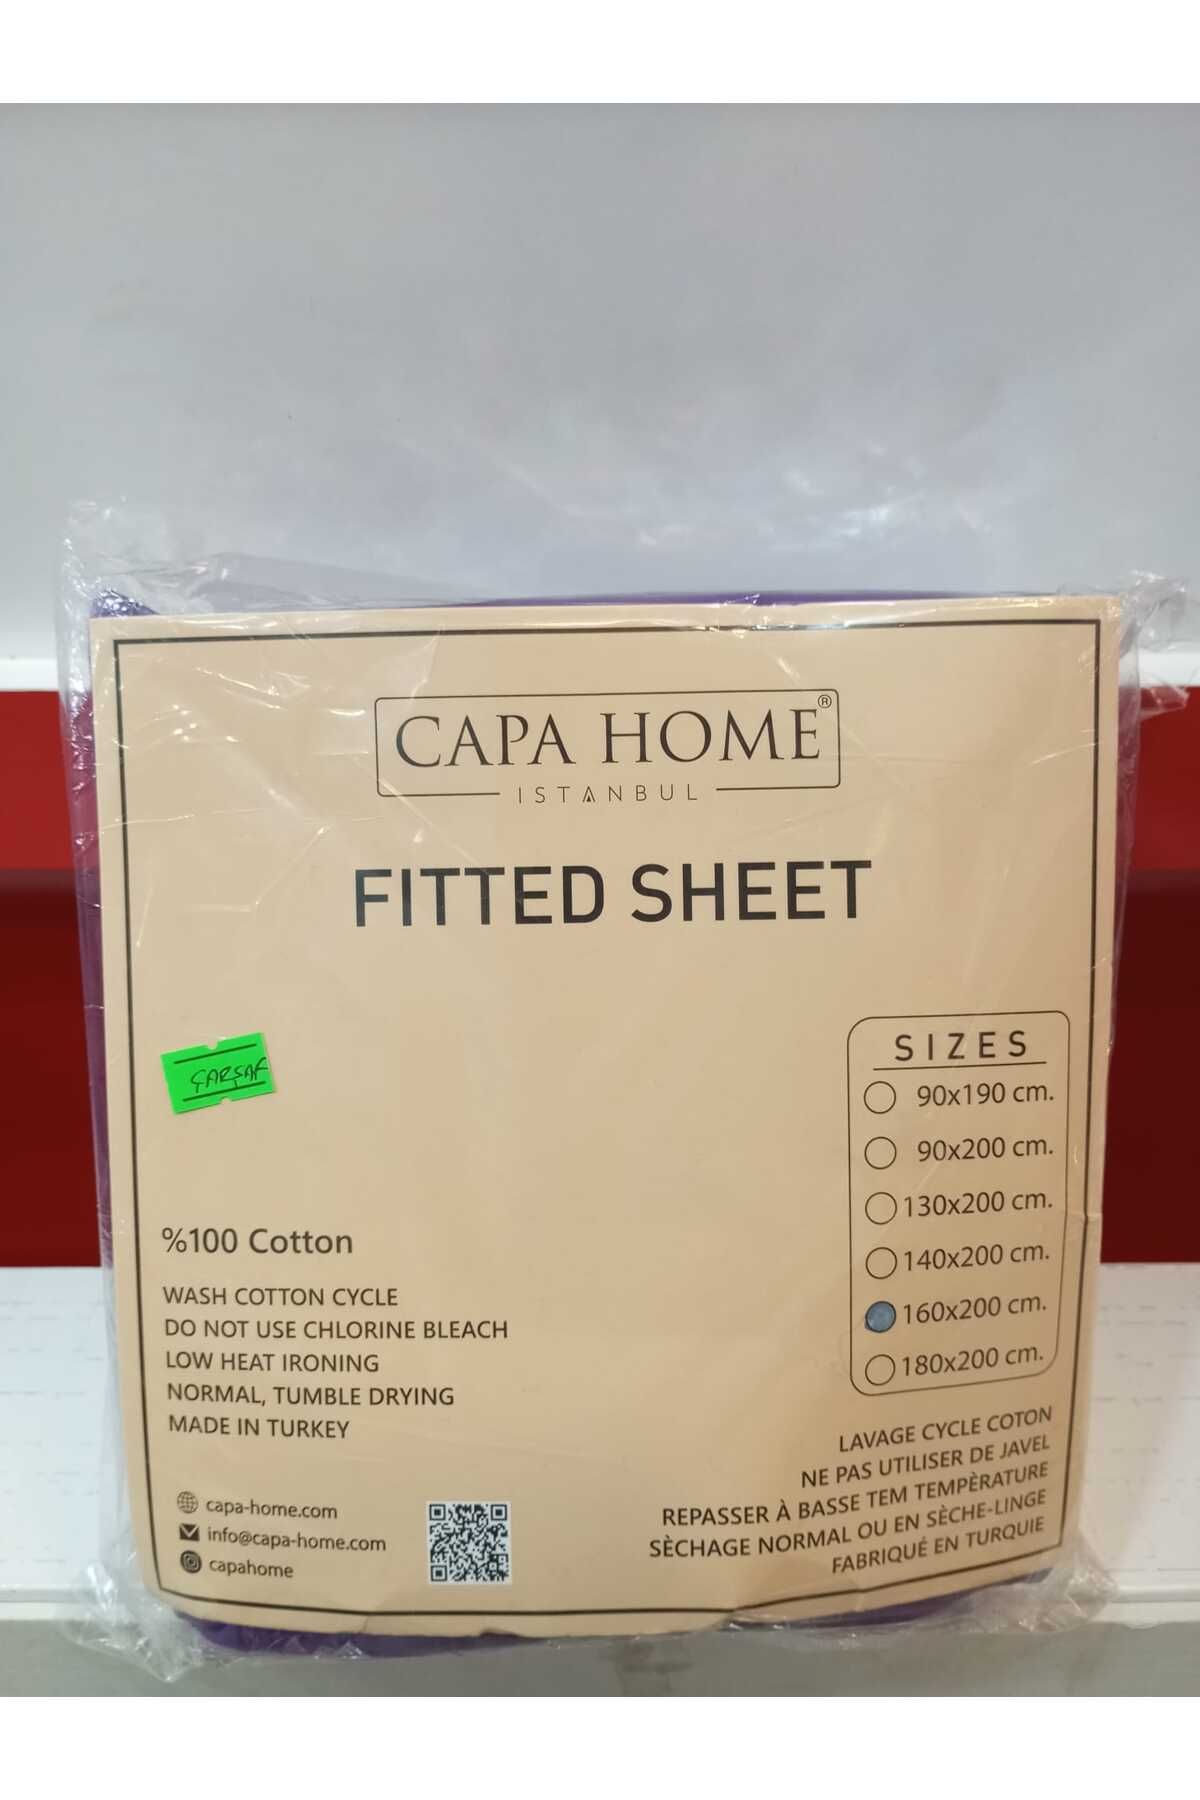 CAPA HOME®
ISTANBUL
FITTED SHEET
ÇARŞAF
SIZES
90x190 cm.
90x200 cm.
130x200 cm.
140x200 cm.
160x200 cm.
180x200 cm.
%100 Cotton
WASH COTTON CYCLE
DO NOT USE CHLORINE BLEACH
LOW HEAT IRONING
NORMAL, TUMBLE DRYING
MADE IN TURKEY
capa-home.com
info@capa-home.com
capahome
LAVAGE CYCLE COTON
NE PAS UTILISER DE JAVEL
REPASSER À BASSE TEM TEMPÈRATURE
SÈCHAGE NORMAL OU EN SÈCHE-LINGE
FABRIQUÉ EN TURQUIE